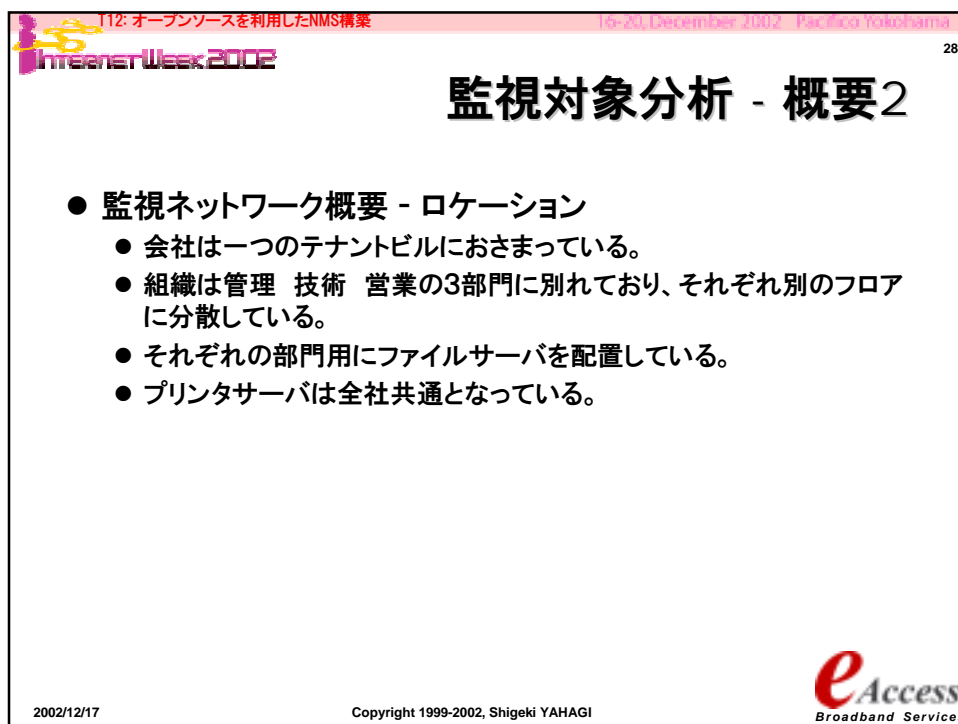 T12: オープンソースを利用したNMS構築
16-20, December 2002 Pacifico Yokohama
InternetWeek2002
28
監視対象分析 - 概要2
● 監視ネットワーク概要 - ロケーション
● 会社は一つのテナントビルにおさまっている。
● 組織は管理 技術 営業の3部門に別れており、それぞれ別のフロア
に分散している。
● それぞれの部門用にファイルサーバを配置している。
● プリンタサーバは全社共通となっている。
eAccess
Broadband Service
2002/12/17
Copyright 1999-2002, Shigeki YAHAGI